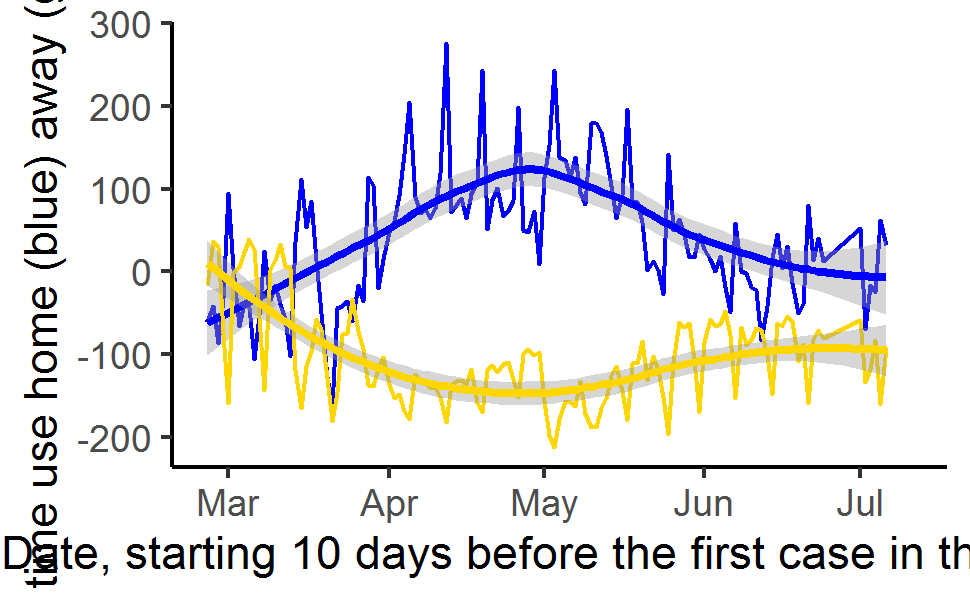 time use home (blue) away (
300
200
100
0
-100
-200
Mar Apr May Jun Jul
Date, starting 10 days before the first case in th